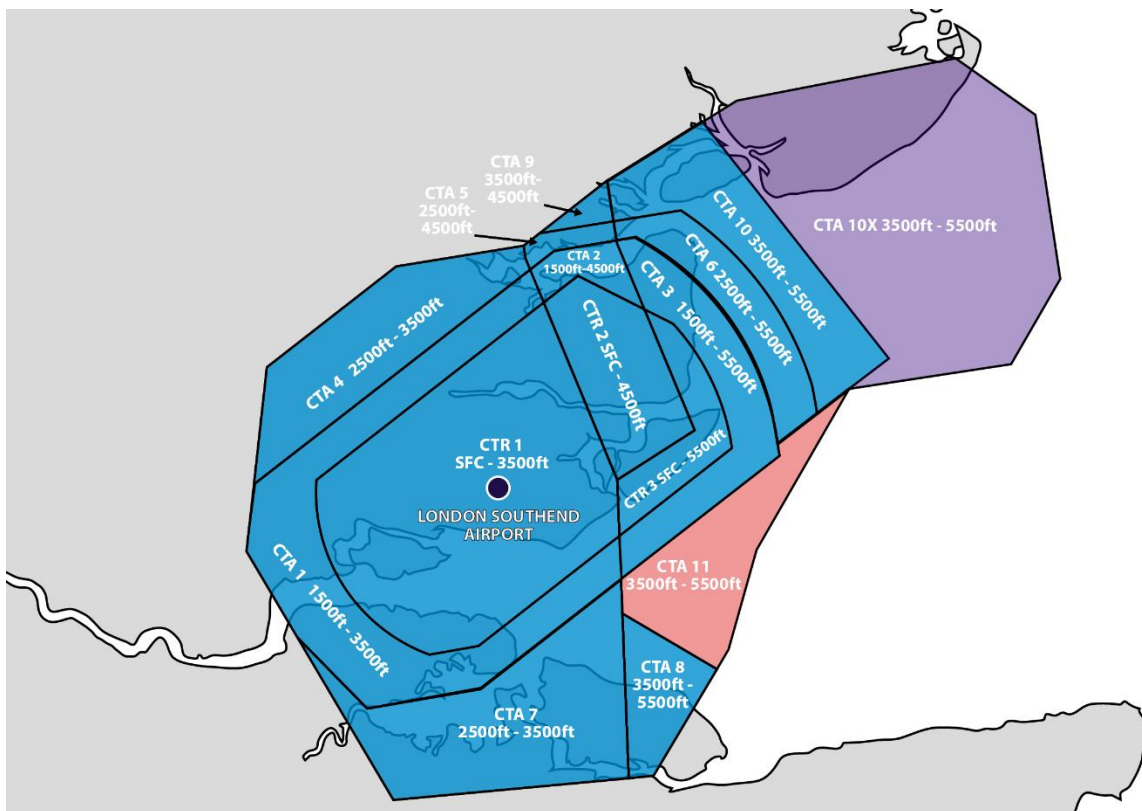 CTA 9
3500ft-
4500ft
CTA 5
2500ft-
4500ft
CTA 2
1500ft-4500ft
CTA 10 3500ft - 5500ft
CTA 10X 3500ft - 5500ft
CTA 6 2500ft - 5500ft
CTA 3 1500ft - 5500ft
CTA 4 2500ft - 3500ft
CTR 2 SFC - 4500ft
CTR 1
SFC - 3500ft
CTR 3 SFC - 5500ft
LONDON SOUTHEND
AIRPORT
CTA 11
3500ft - 5500ft
CTA 1 1500ft - 3500ft
CTA 8
3500ft -
5500ft
CTA 7
2500ft - 3500ft